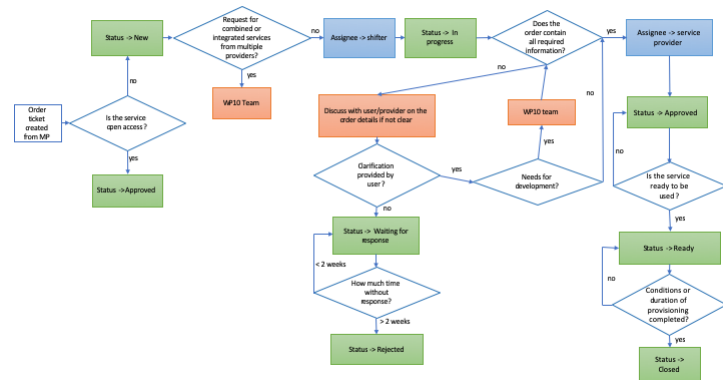 Status -> New
Request for
combined or
integrated services
from multiple
providers?
no
Assignee -> shifter
Status -> In
progress
Does the
order contain
all required
information?
yes
Assignee -> service
provider
no
yes
no
no
Order
ticket
created
from MP
Is the service
open access?
WP10 Team
Discuss with user/provider on the
order details if not clear
WP10 team
Status -> Approved
yes
yes
no
Status ->Approved
Clarification
provided by
user?
yes
Needs for
development?
Is the service
ready to be
used?
no
yes
Status -> Waiting for
response
Status -> Ready
< 2 weeks
no
How much time
without
response?
Conditions or
duration of
provisioning
completed?
> 2 weeks
yes
Status -> Rejected
Status ->
Closed